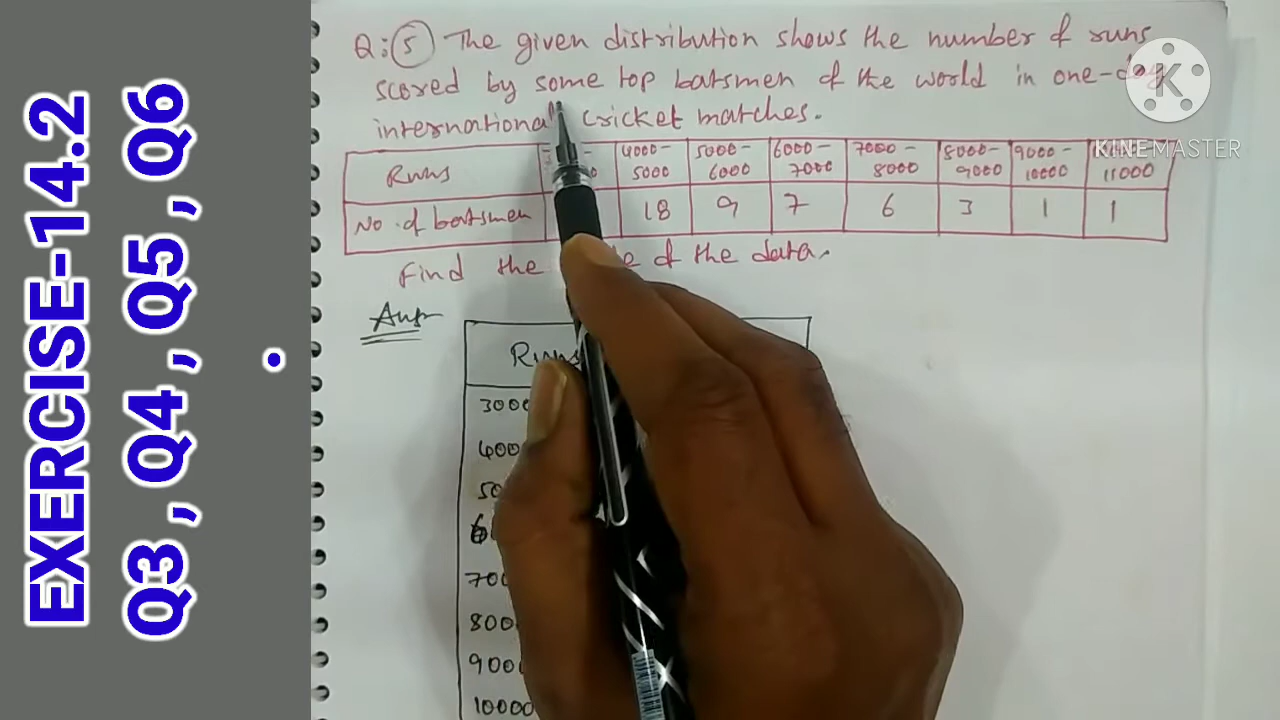 EXERCISE-14.2
Q3 , Q4 , Q5 , Q6 .
Q:5 The given distribution shows the number of runs
scored by some top batsmen of the world in one-day
international cricket matches.
KINEMASTER
Runs 4000-5000 5000-6000 6000-7000 7000-8000 8000-9000 9000-10000 11000
No. of batsmen 18 9 7 6 3 1 1
Find the of the data.
Ans
Runs
3000
400
50
6
700
800
900
10000